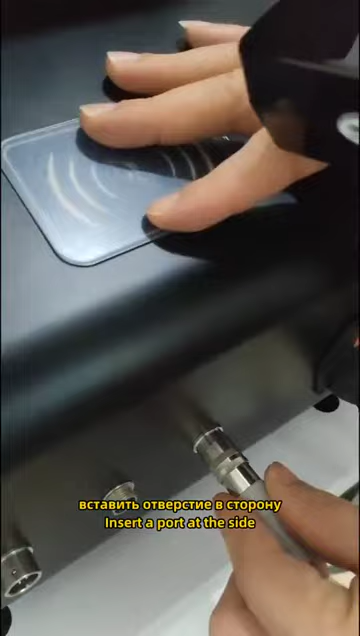 вставить отверстие в сторону
Insert a port at the side